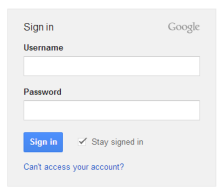 Sign in Google
Username
Password
Sign in Stay signed in
Can't access your account?